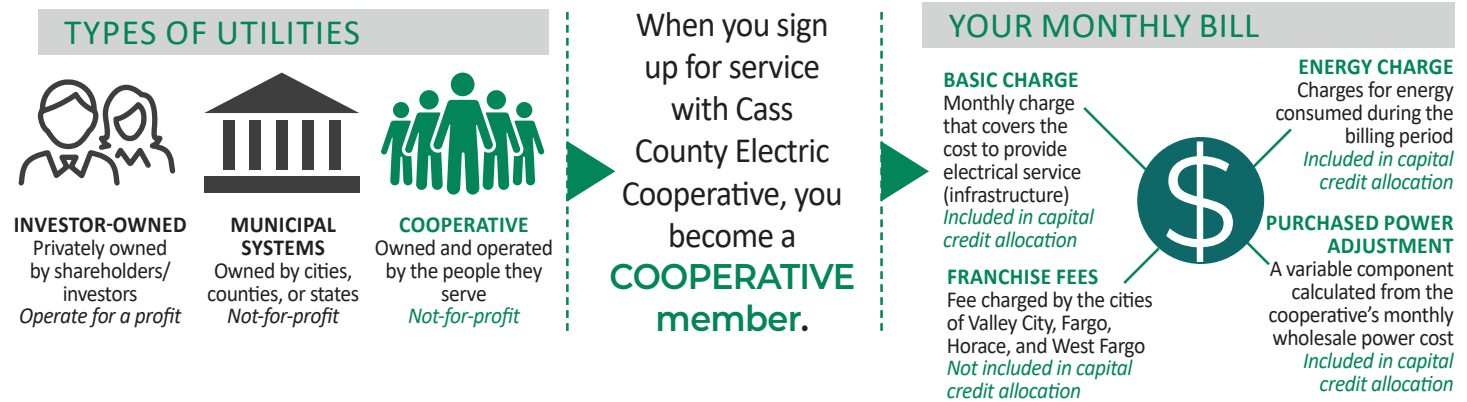 TYPES OF UTILITIES
INVESTOR-OWNED
Privately owned
by shareholders/
investors
Operate for a profit
MUNICIPAL
SYSTEMS
Owned by cities,
counties, or states
Not-for-profit
COOPERATIVE
Owned and operated
by the people they
serve
Not-for-profit
When you sign
up for service
with Cass
County Electric
Cooperative, you
become a
COOPERATIVE
member.
YOUR MONTHLY BILL
BASIC CHARGE
Monthly charge
that covers the
cost to provide
electrical service
(infrastructure)
Included in capital
credit allocation
FRANCHISE FEES
Fee charged by the cities
of Valley City, Fargo,
Horace, and West Fargo
Not included in capital
credit allocation
$
ENERGY CHARGE
Charges for energy
consumed during the
billing period
Included in capital
credit allocation
PURCHASED POWER
ADJUSTMENT
A variable component
calculated from the
cooperative's monthly
wholesale power cost
Included in capital
credit allocation